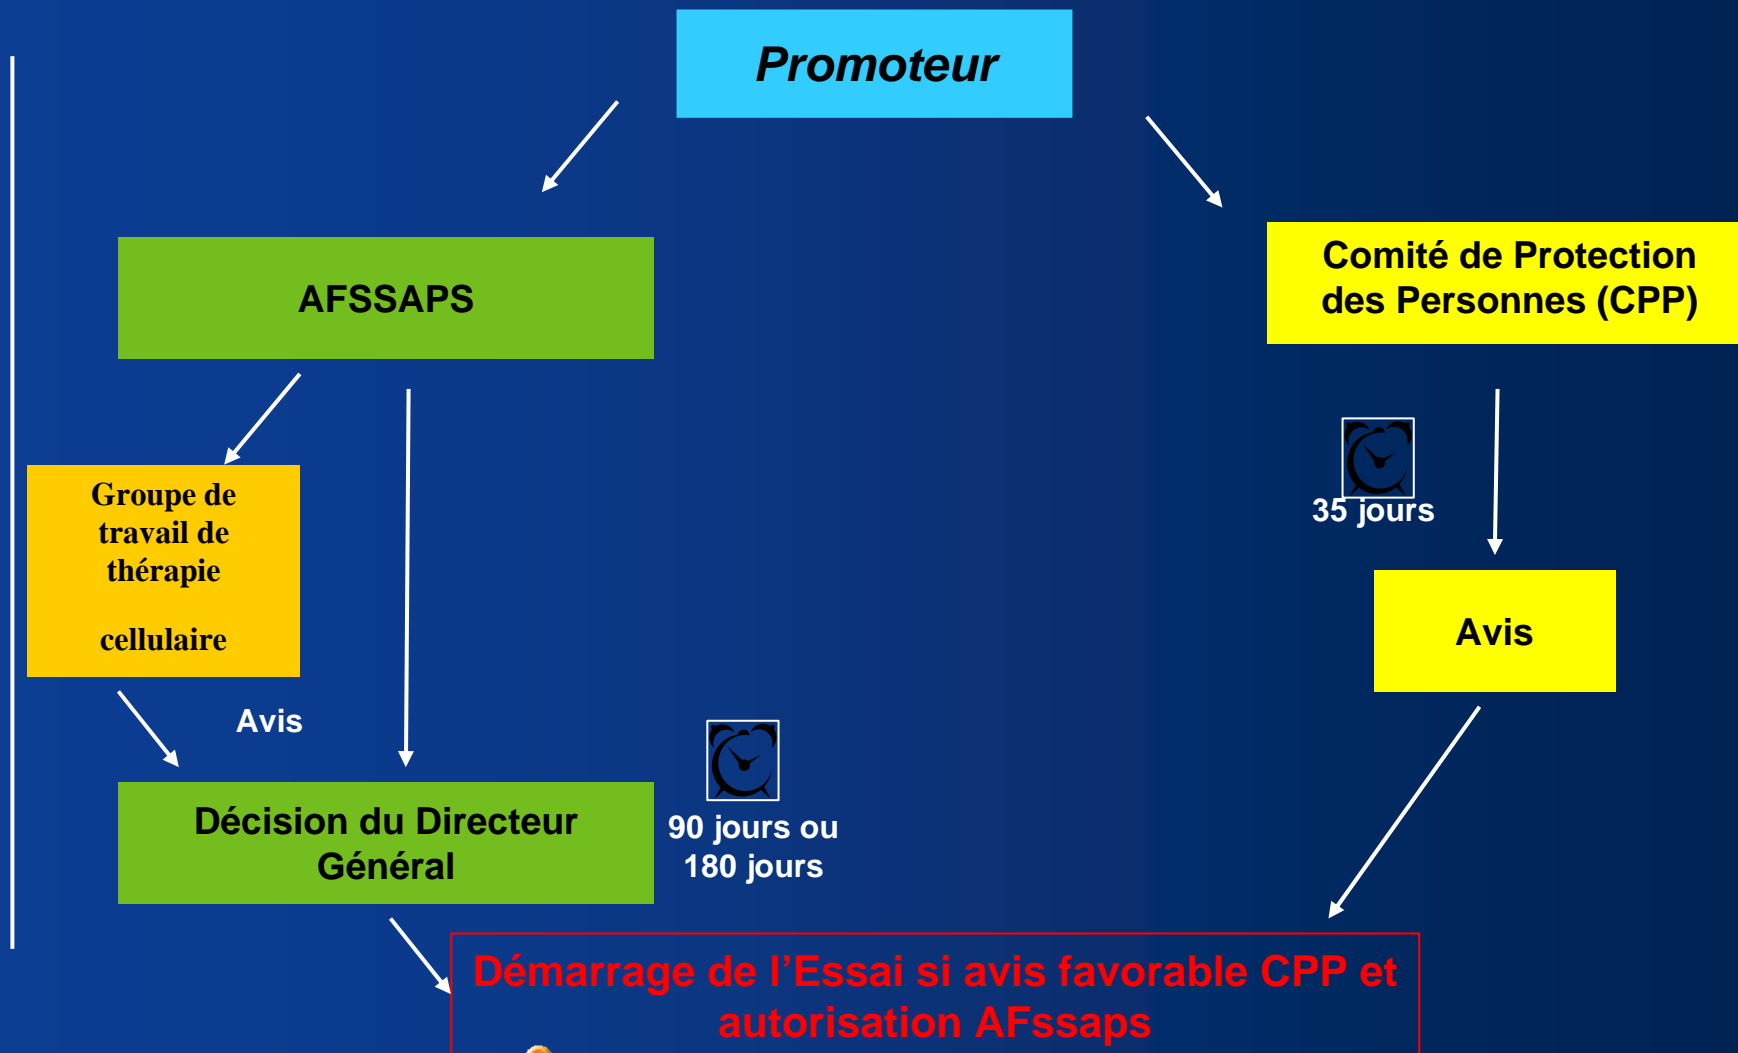 Promoteur
AFSSAPS
Comité de Protection
des Personnes (CPP)
Groupe de
travail de
thérapie
cellulaire
35 jours
Avis
Avis
Décision du Directeur
Général
90 jours ou
180 jours
Démarrage de l’Essai si avis favorable CPP et
autorisation AFssaps